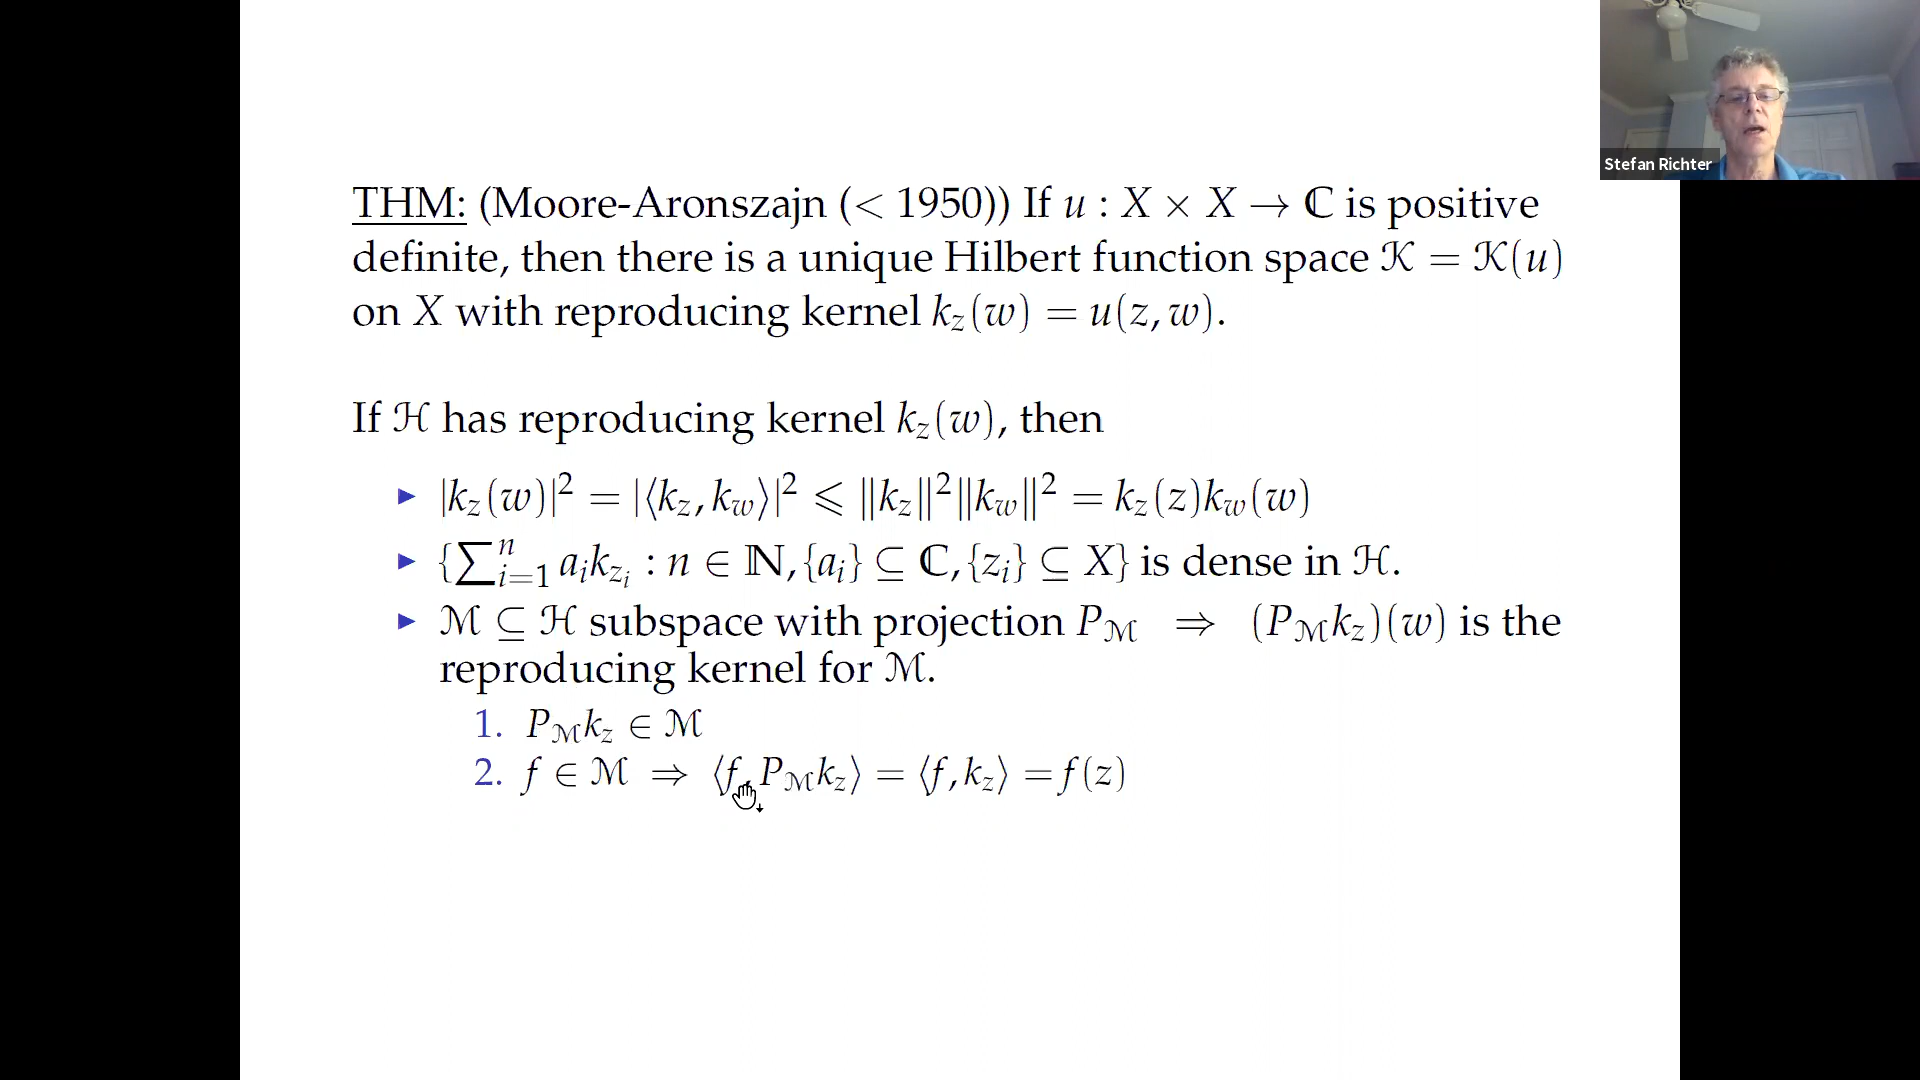 Stefan Richter
THM: (Moore-Aronszajn (< 1950)) If u : X × X → ℂ is positive
definite, then there is a unique Hilbert function space 𝒦 = 𝒦(u)
on X with reproducing kernel k_z(w) = u(z, w).
If ℋ has reproducing kernel k_z(w), then
▶ |k_z(w)|² = |⟨k_z, k_w⟩|² ⩽ ‖k_z‖²‖k_w‖² = k_z(z)k_w(w)
▶ {∑_{i=1}^n a_i k_{z_i} : n ∈ ℕ, {a_i} ⊆ ℂ, {z_i} ⊆ X} is dense in ℋ.
▶ ℳ ⊆ ℋ subspace with projection P_ℳ ⇒ (P_ℳ k_z)(w) is the
reproducing kernel for ℳ.
1. P_ℳ k_z ∈ ℳ
2. f ∈ ℳ ⇒ ⟨f, P_ℳ k_z⟩ = ⟨f, k_z⟩ = f(z)